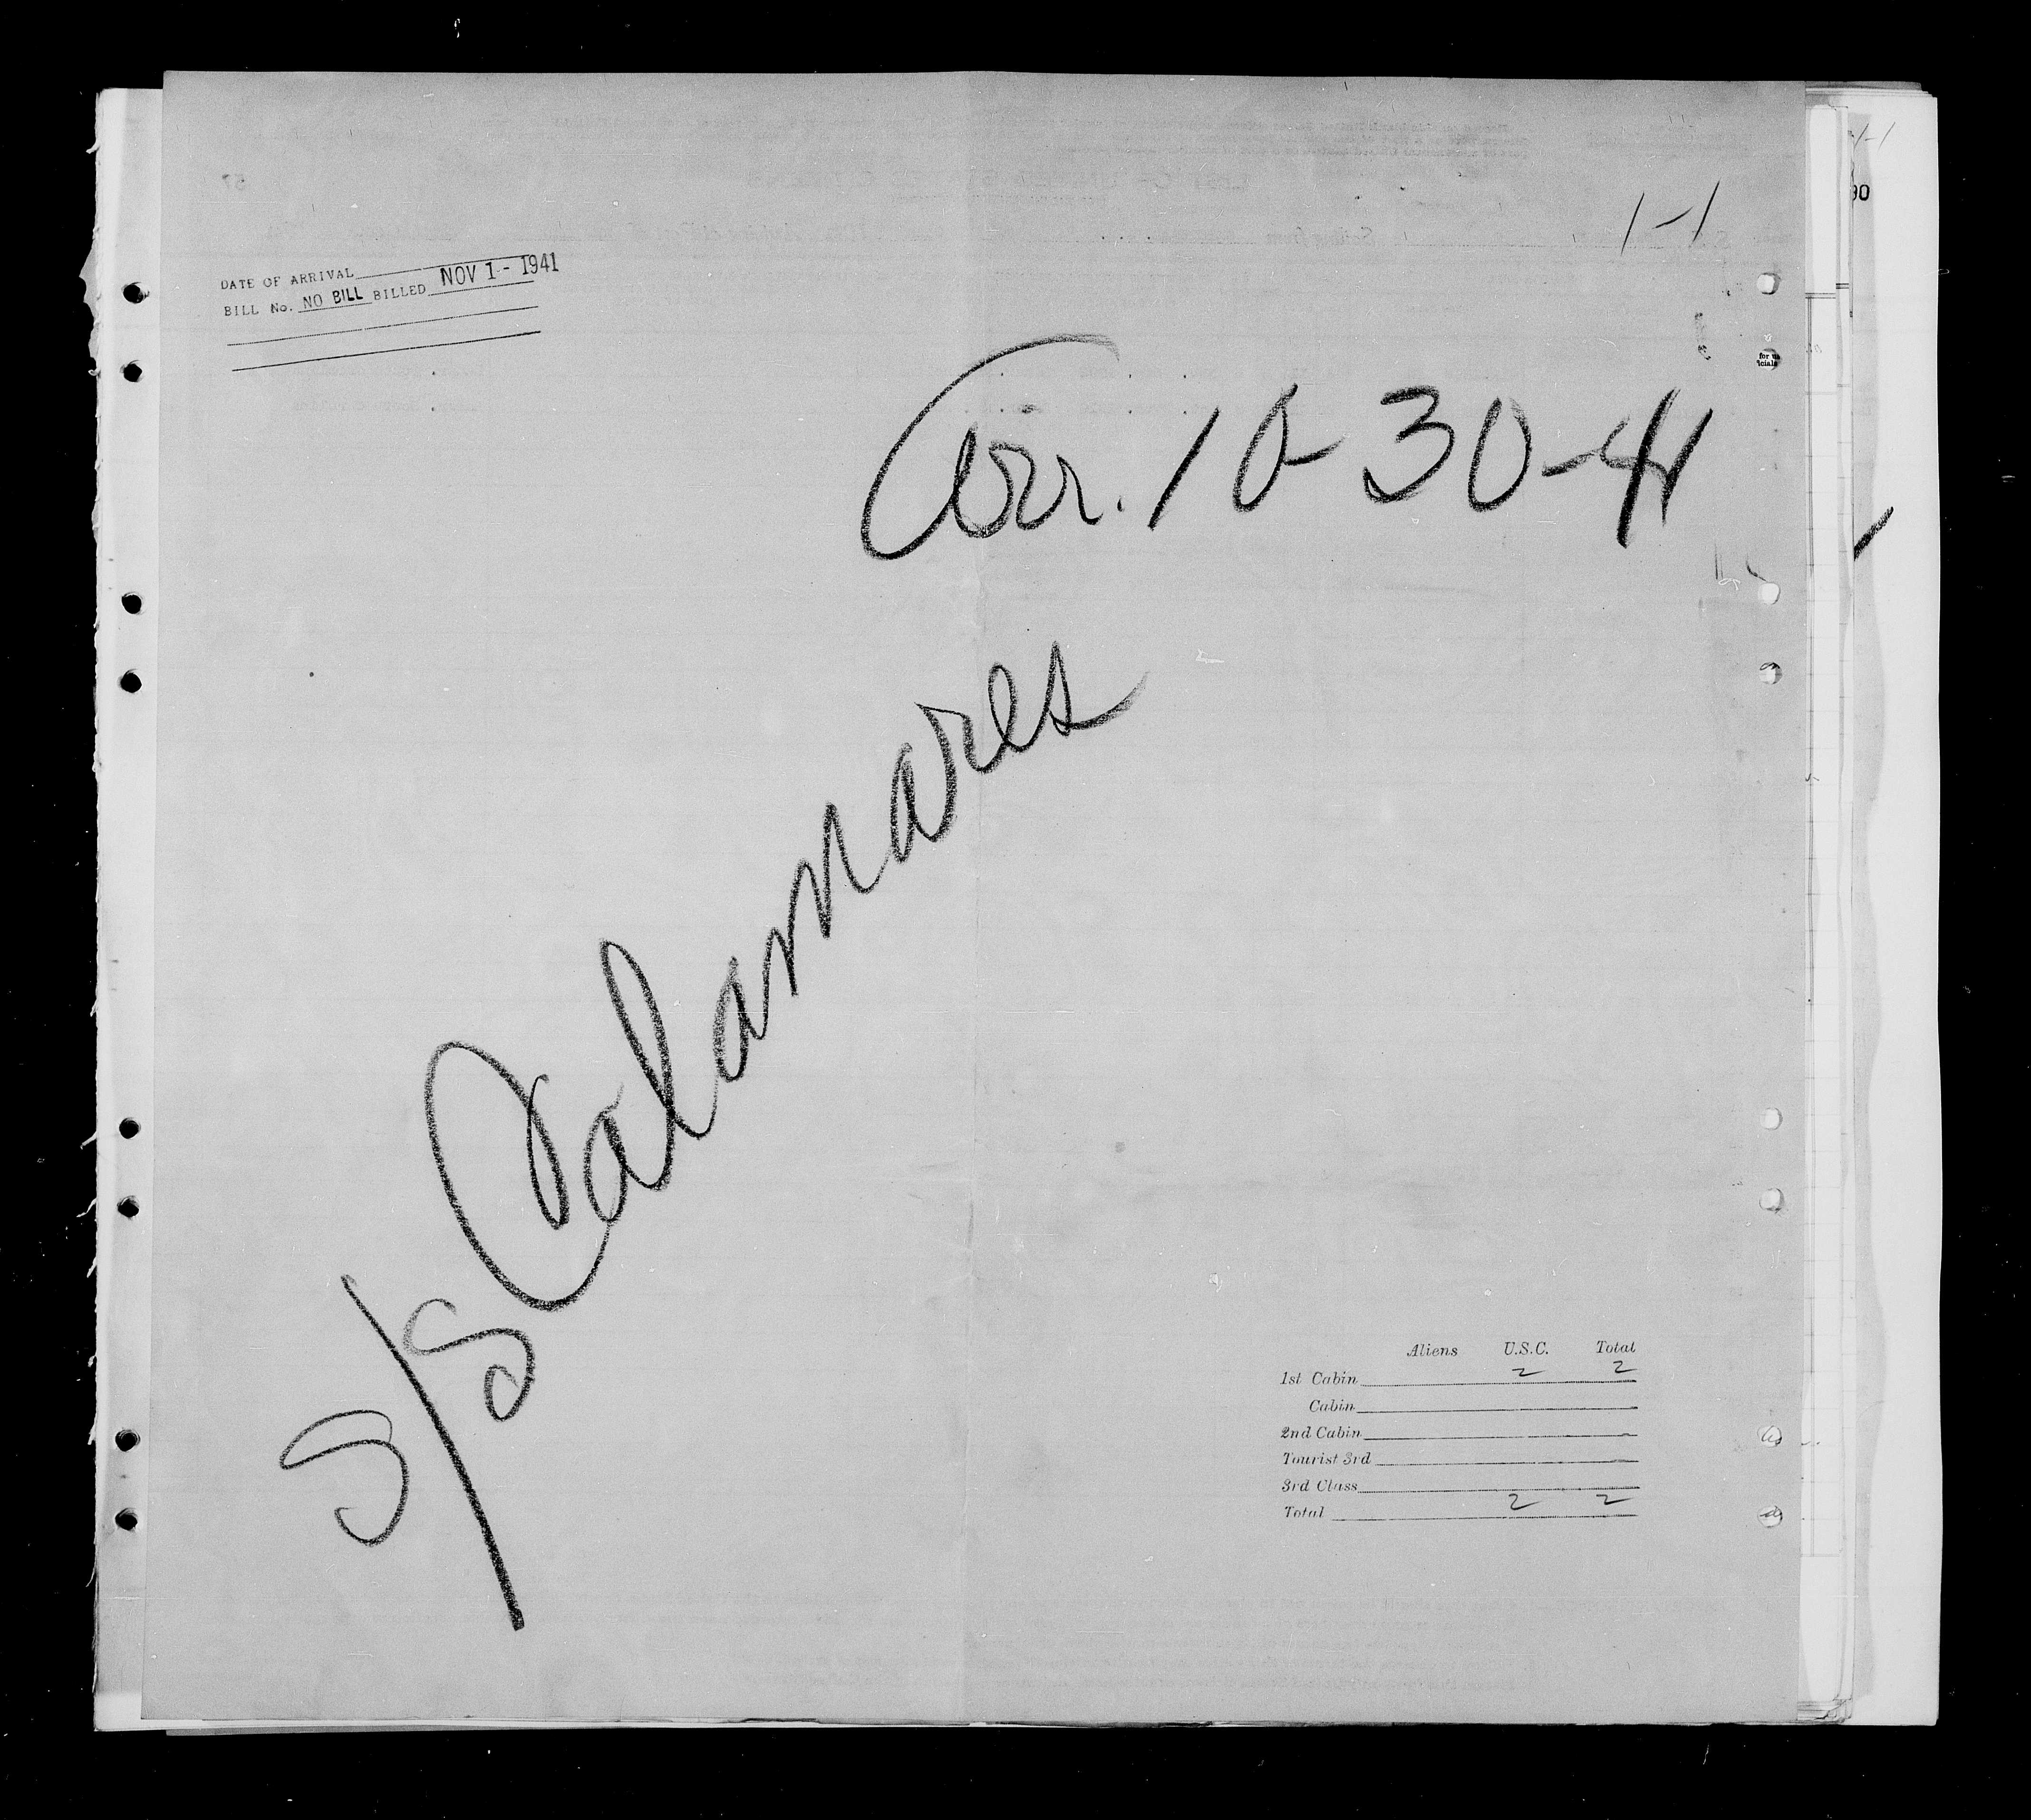 1-1
DATE OF ARRIVAL
BILL No. NO BILL BILLED NOV 1 - 1941
Arr. 10-30-41
S/S Calamares
Aliens U.S.C. Total
1st Cabin 2 2
Cabin
2nd Cabin
Tourist 3rd
3rd Class
Total 2 2